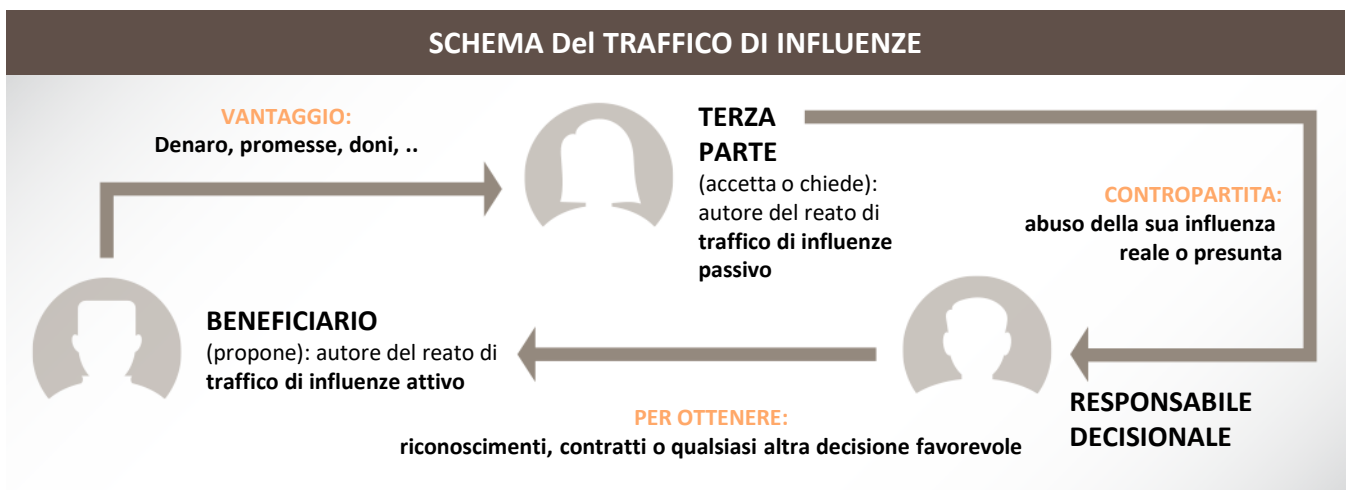 SCHEMA Del TRAFFICO DI INFLUENZE
VANTAGGIO:
Denaro, promesse, doni, ..
TERZA
PARTE
(accetta o chiede):
autore del reato di
traffico di influenze
passivo
CONTROPARTITA:
abuso della sua influenza
reale o presunta
BENEFICIARIO
(propone): autore del reato di
traffico di influenze attivo
RESPONSABILE
DECISIONALE
PER OTTENERE:
riconoscimenti, contratti o qualsiasi altra decisione favorevole